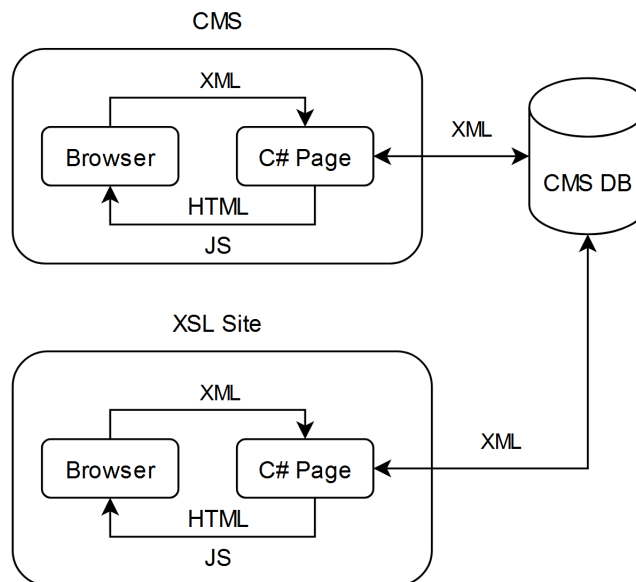 CMS
XML
Browser
C# Page
XML
CMS DB
HTML
JS
XSL Site
XML
Browser
C# Page
XML
HTML
JS